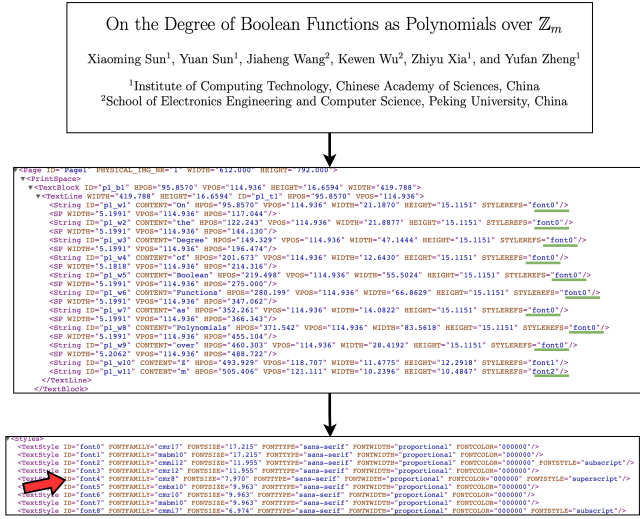 On the Degree of Boolean Functions as Polynomials over ℤm
Xiaoming Sun1, Yuan Sun1, Jiaheng Wang2, Kewen Wu2, Zhiyu Xia1, and Yufan Zheng1
1Institute of Computing Technology, Chinese Academy of Sciences, China
2School of Electronics Engineering and Computer Science, Peking University, China
<Page ID="Page1" PHYSICAL_IMG_NR="1" WIDTH="612.000" HEIGHT="792.000">
<PrintSpace>
<TextBlock ID="p1_b1" HPOS="95.8570" VPOS="114.936" HEIGHT="16.6594" WIDTH="419.788">
<TextLine WIDTH="419.788" HEIGHT="16.6594" ID="p1_t1" HPOS="95.8570" VPOS="114.936">
<String ID="p1_w1" CONTENT="On" HPOS="95.8570" VPOS="114.936" WIDTH="21.1870" HEIGHT="15.1151" STYLEREFS="font0"/>
<SP WIDTH="5.1991" VPOS="114.936" HPOS="117.044"/>
<String ID="p1_w2" CONTENT="the" HPOS="122.243" VPOS="114.936" WIDTH="21.8877" HEIGHT="15.1151" STYLEREFS="font0"/>
<SP WIDTH="5.1991" VPOS="114.936" HPOS="144.130"/>
<String ID="p1_w3" CONTENT="Degree" HPOS="149.329" VPOS="114.936" WIDTH="47.1444" HEIGHT="15.1151" STYLEREFS="font0"/>
<SP WIDTH="5.1991" VPOS="114.936" HPOS="196.474"/>
<String ID="p1_w4" CONTENT="of" HPOS="201.673" VPOS="114.936" WIDTH="12.6430" HEIGHT="15.1151" STYLEREFS="font0"/>
<SP WIDTH="5.1818" VPOS="114.936" HPOS="214.316"/>
<String ID="p1_w5" CONTENT="Boolean" HPOS="219.498" VPOS="114.936" WIDTH="55.5024" HEIGHT="15.1151" STYLEREFS="font0"/>
<SP WIDTH="5.1991" VPOS="114.936" HPOS="275.000"/>
<String ID="p1_w6" CONTENT="Functions" HPOS="280.199" VPOS="114.936" WIDTH="66.8629" HEIGHT="15.1151" STYLEREFS="font0"/>
<SP WIDTH="5.1991" VPOS="114.936" HPOS="347.062"/>
<String ID="p1_w7" CONTENT="as" HPOS="352.261" VPOS="114.936" WIDTH="14.0822" HEIGHT="15.1151" STYLEREFS="font0"/>
<SP WIDTH="5.1991" VPOS="114.936" HPOS="366.343"/>
<String ID="p1_w8" CONTENT="Polynomials" HPOS="371.542" VPOS="114.936" WIDTH="83.5618" HEIGHT="15.1151" STYLEREFS="font0"/>
<SP WIDTH="5.1991" VPOS="114.936" HPOS="455.104"/>
<String ID="p1_w9" CONTENT="over" HPOS="460.303" VPOS="114.936" WIDTH="28.4192" HEIGHT="15.1151" STYLEREFS="font0"/>
<SP WIDTH="5.2062" VPOS="114.936" HPOS="488.722"/>
<String ID="p1_w10" CONTENT="Z" HPOS="493.929" VPOS="118.707" WIDTH="11.4775" HEIGHT="12.2918" STYLEREFS="font1"/>
<String ID="p1_w11" CONTENT="m" HPOS="505.406" VPOS="121.111" WIDTH="10.2396" HEIGHT="10.4847" STYLEREFS="font2"/>
</TextLine>
</TextBlock>
<Styles>
<TextStyle ID="font0" FONTFAMILY="cmr17" FONTSIZE="17.215" FONTTYPE="sans-serif" FONTWIDTH="proportional" FONTCOLOR="000000"/>
<TextStyle ID="font1" FONTFAMILY="msbm10" FONTSIZE="17.215" FONTTYPE="sans-serif" FONTWIDTH="proportional" FONTCOLOR="000000"/>
<TextStyle ID="font2" FONTFAMILY="cmmi12" FONTSIZE="11.955" FONTTYPE="sans-serif" FONTWIDTH="proportional" FONTCOLOR="000000" FONTSTYLE="subscript"/>
<TextStyle ID="font3" FONTFAMILY="cmr12" FONTSIZE="11.955" FONTTYPE="sans-serif" FONTWIDTH="proportional" FONTCOLOR="000000"/>
<TextStyle ID="font4" FONTFAMILY="cmr8" FONTSIZE="7.970" FONTTYPE="sans-serif" FONTWIDTH="proportional" FONTCOLOR="000000" FONTSTYLE="superscript"/>
<TextStyle ID="font5" FONTFAMILY="cmbx10" FONTSIZE="9.963" FONTTYPE="sans-serif" FONTWIDTH="proportional" FONTCOLOR="000000"/>
<TextStyle ID="font6" FONTFAMILY="cmr10" FONTSIZE="9.963" FONTTYPE="sans-serif" FONTWIDTH="proportional" FONTCOLOR="000000"/>
<TextStyle ID="font7" FONTFAMILY="msbm10" FONTSIZE="9.963" FONTTYPE="sans-serif" FONTWIDTH="proportional" FONTCOLOR="000000"/>
<TextStyle ID="font8" FONTFAMILY="cmmi7" FONTSIZE="6.974" FONTTYPE="sans-serif" FONTWIDTH="proportional" FONTCOLOR="000000" FONTSTYLE="subscript"/>